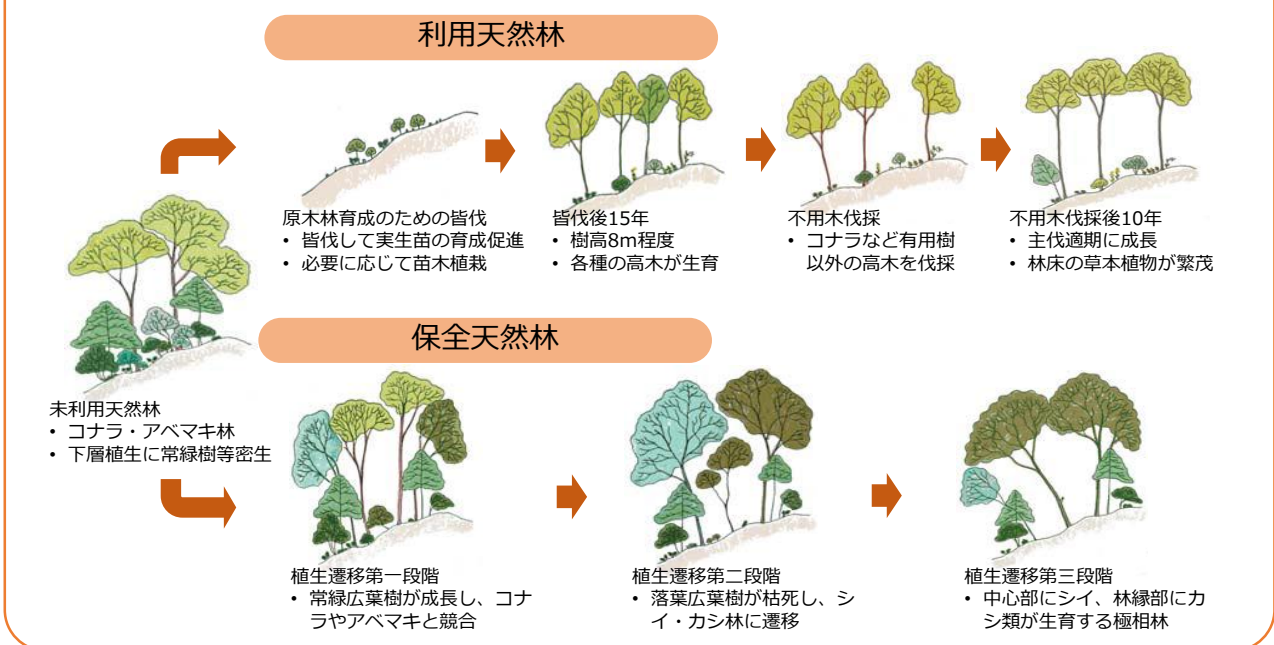 利用天然林
原木林育成のための皆伐
• 皆伐して実生苗の育成促進
• 必要に応じて苗木植栽
皆伐後15年
• 樹高8m程度
• 各種の高木が生育
不用木伐採
• コナラなど有用樹
以外の高木を伐採
不用木伐採後10年
• 主伐適期に成長
• 林床の草本植物が繁茂
未利用天然林
• コナラ・アベマキ林
• 下層植生に常緑樹等密生
保全天然林
植生遷移第一段階
• 常緑広葉樹が成長し、コナ
ラやアベマキと競合
植生遷移第二段階
• 落葉広葉樹が枯死し、シ
イ・カシ林に遷移
植生遷移第三段階
• 中心部にシイ、林縁部にカ
シ類が生育する極相林